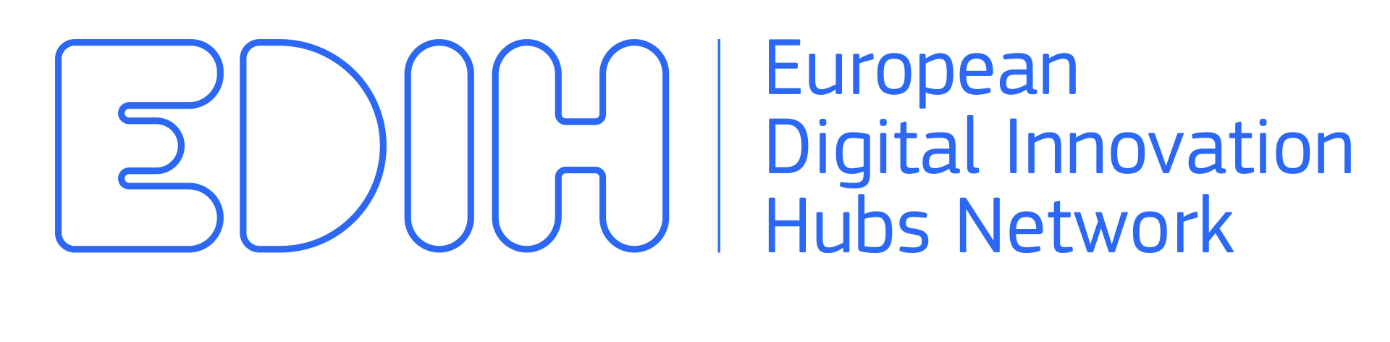 EDIH
European
Digital Innovation
Hubs Network